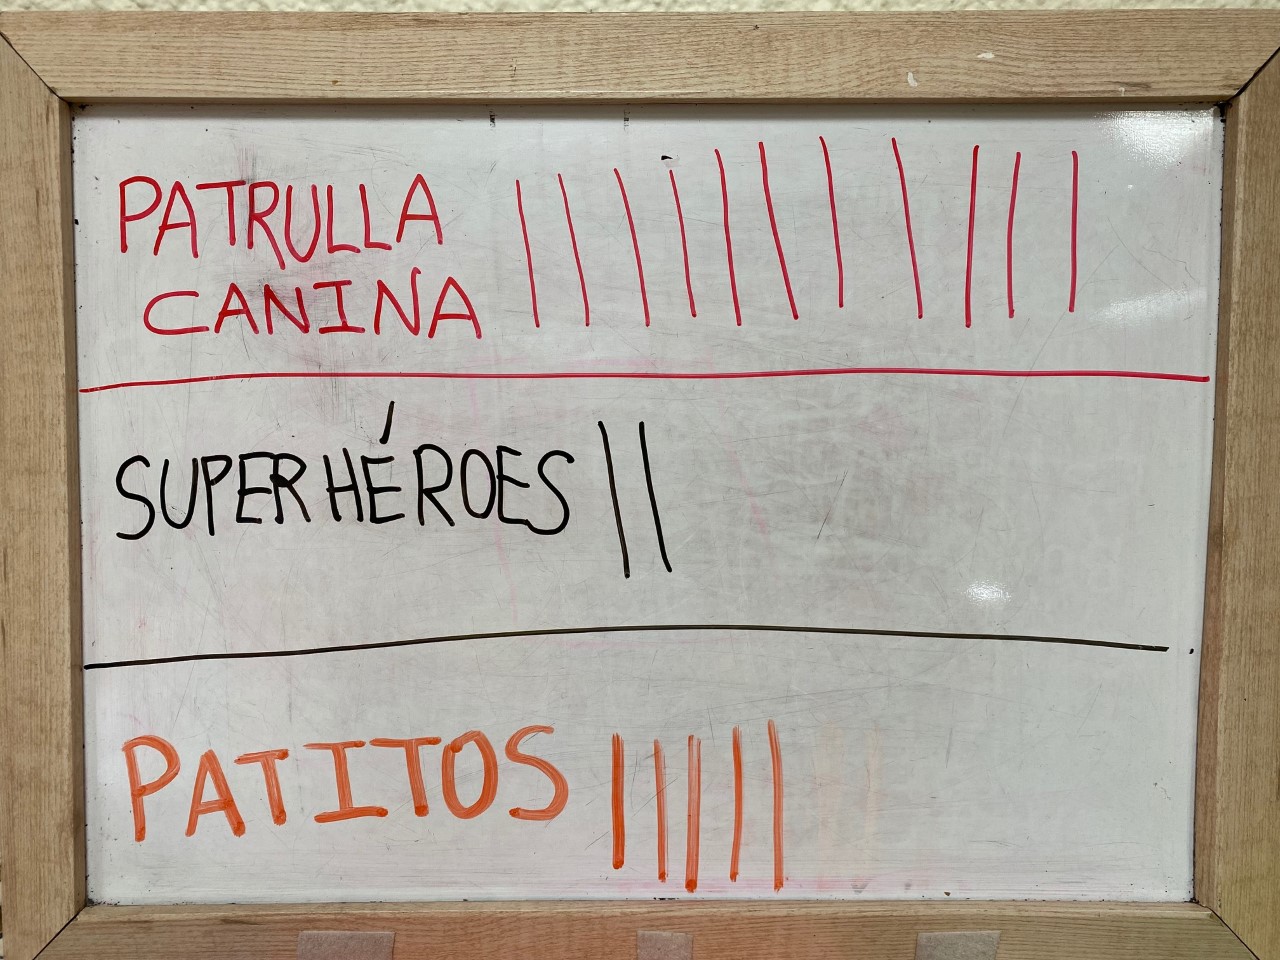 PATRULLA
CANINA | | | | | | | | | | |
SUPERHÉROES | |
PATITOS | | | | |